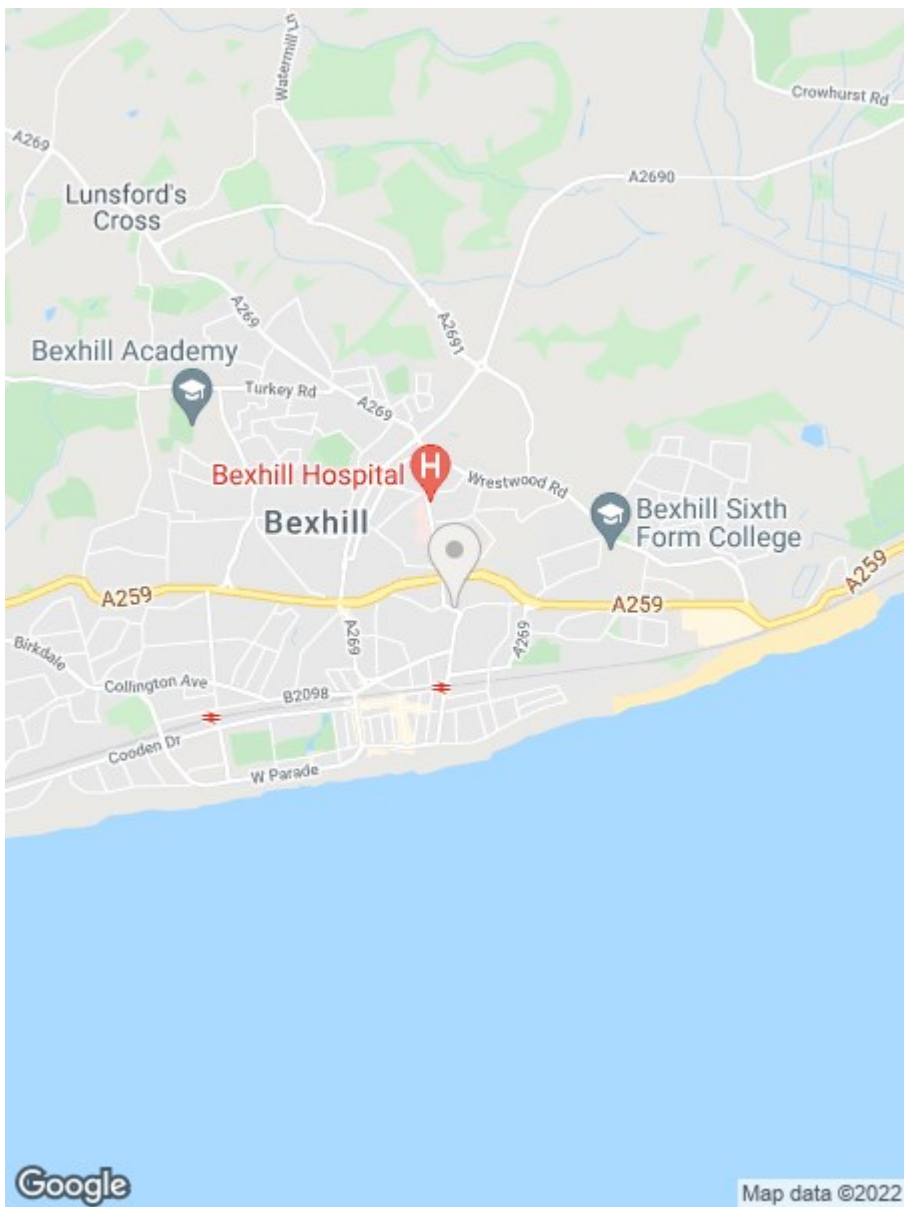 Watermill Ln
Crowhurst Rd
A269
A2690
Lunsford's
Cross
A269
A2691
Bexhill Academy
Turkey Rd
A269
Bexhill Hospital
H
Wrestwood Rd
Bexhill
Bexhill Sixth
Form College
A259
A259
A259
A269
A269
Birkdale
Collington Ave
B2098
Cooden Dr
W Parade
Google
Map data ©2022